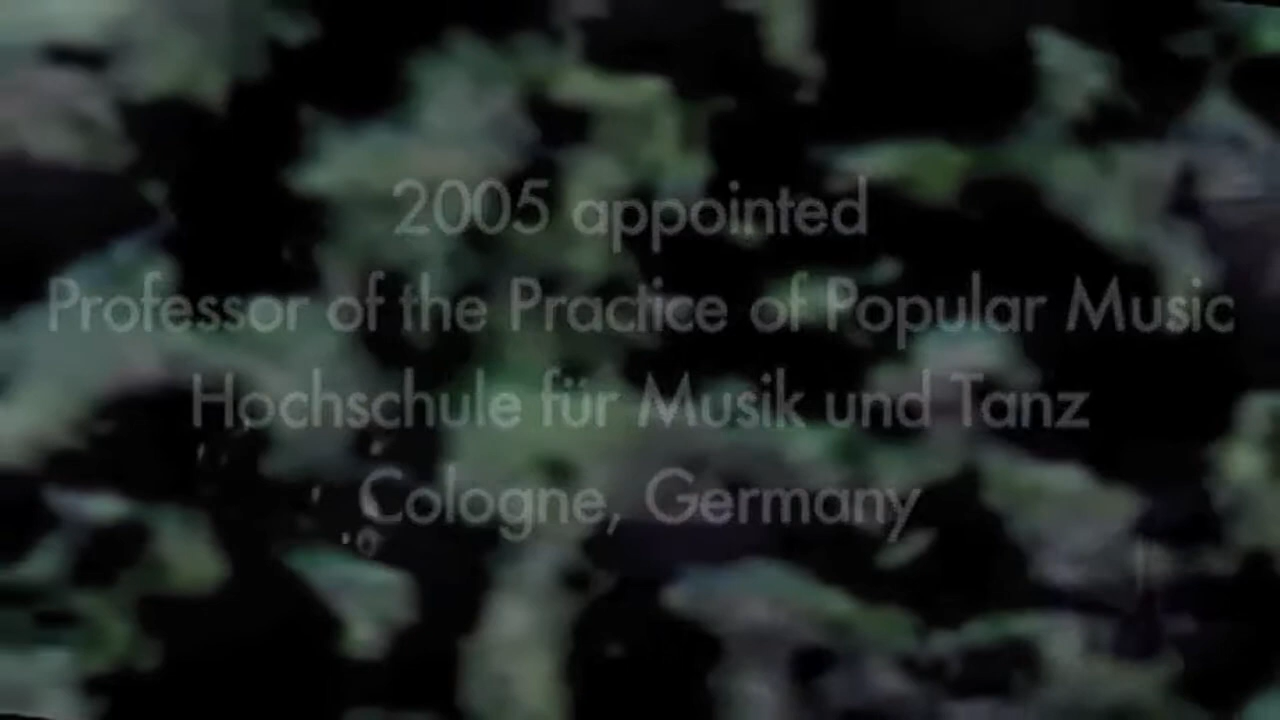 2005 appointed
Professor of the Practice of Popular Music
Hochschule für Musik und Tanz
Cologne, Germany